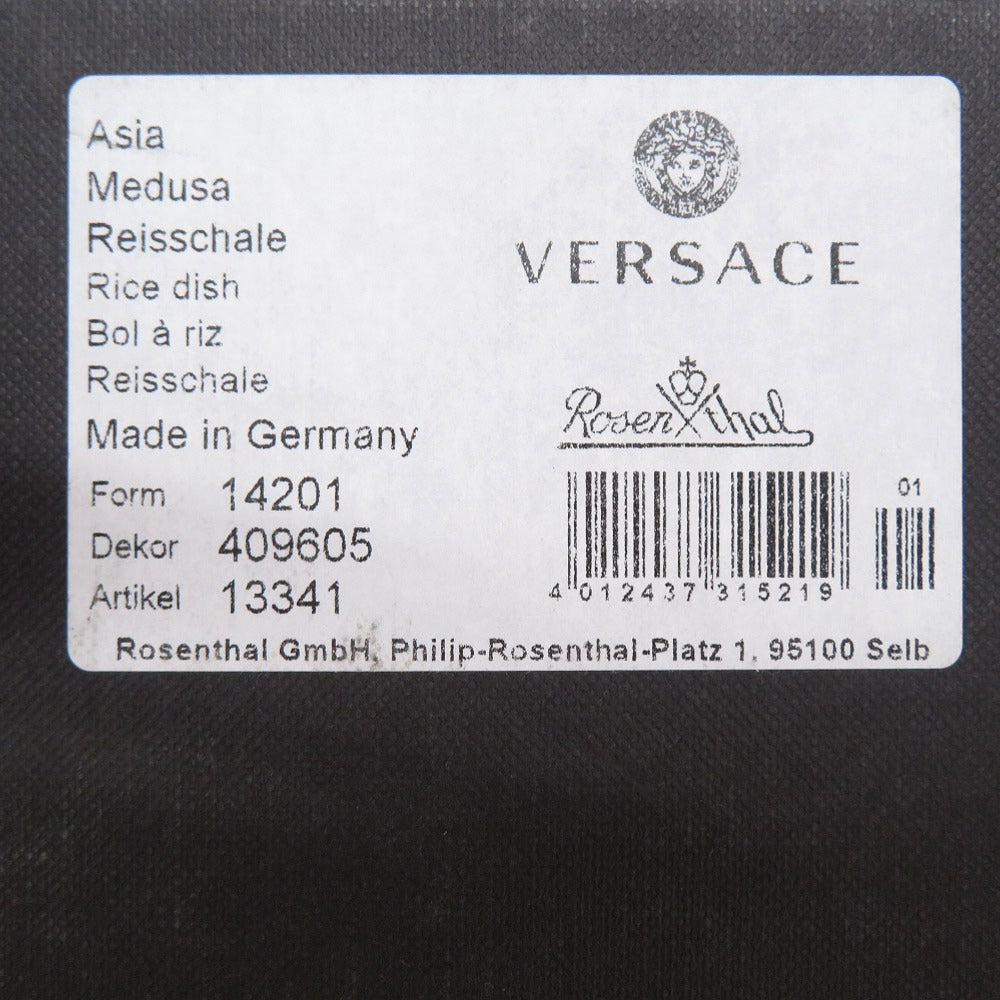 Asia
Medusa
Reisschale
Rice dish
Bol à riz
Reisschale
Made in Germany
Form 14201
Dekor 409605
Artikel 13341
VERSACE
Rosenthal
01
4 012437 315219
Rosenthal GmbH, Philip-Rosenthal-Platz 1, 95100 Selb